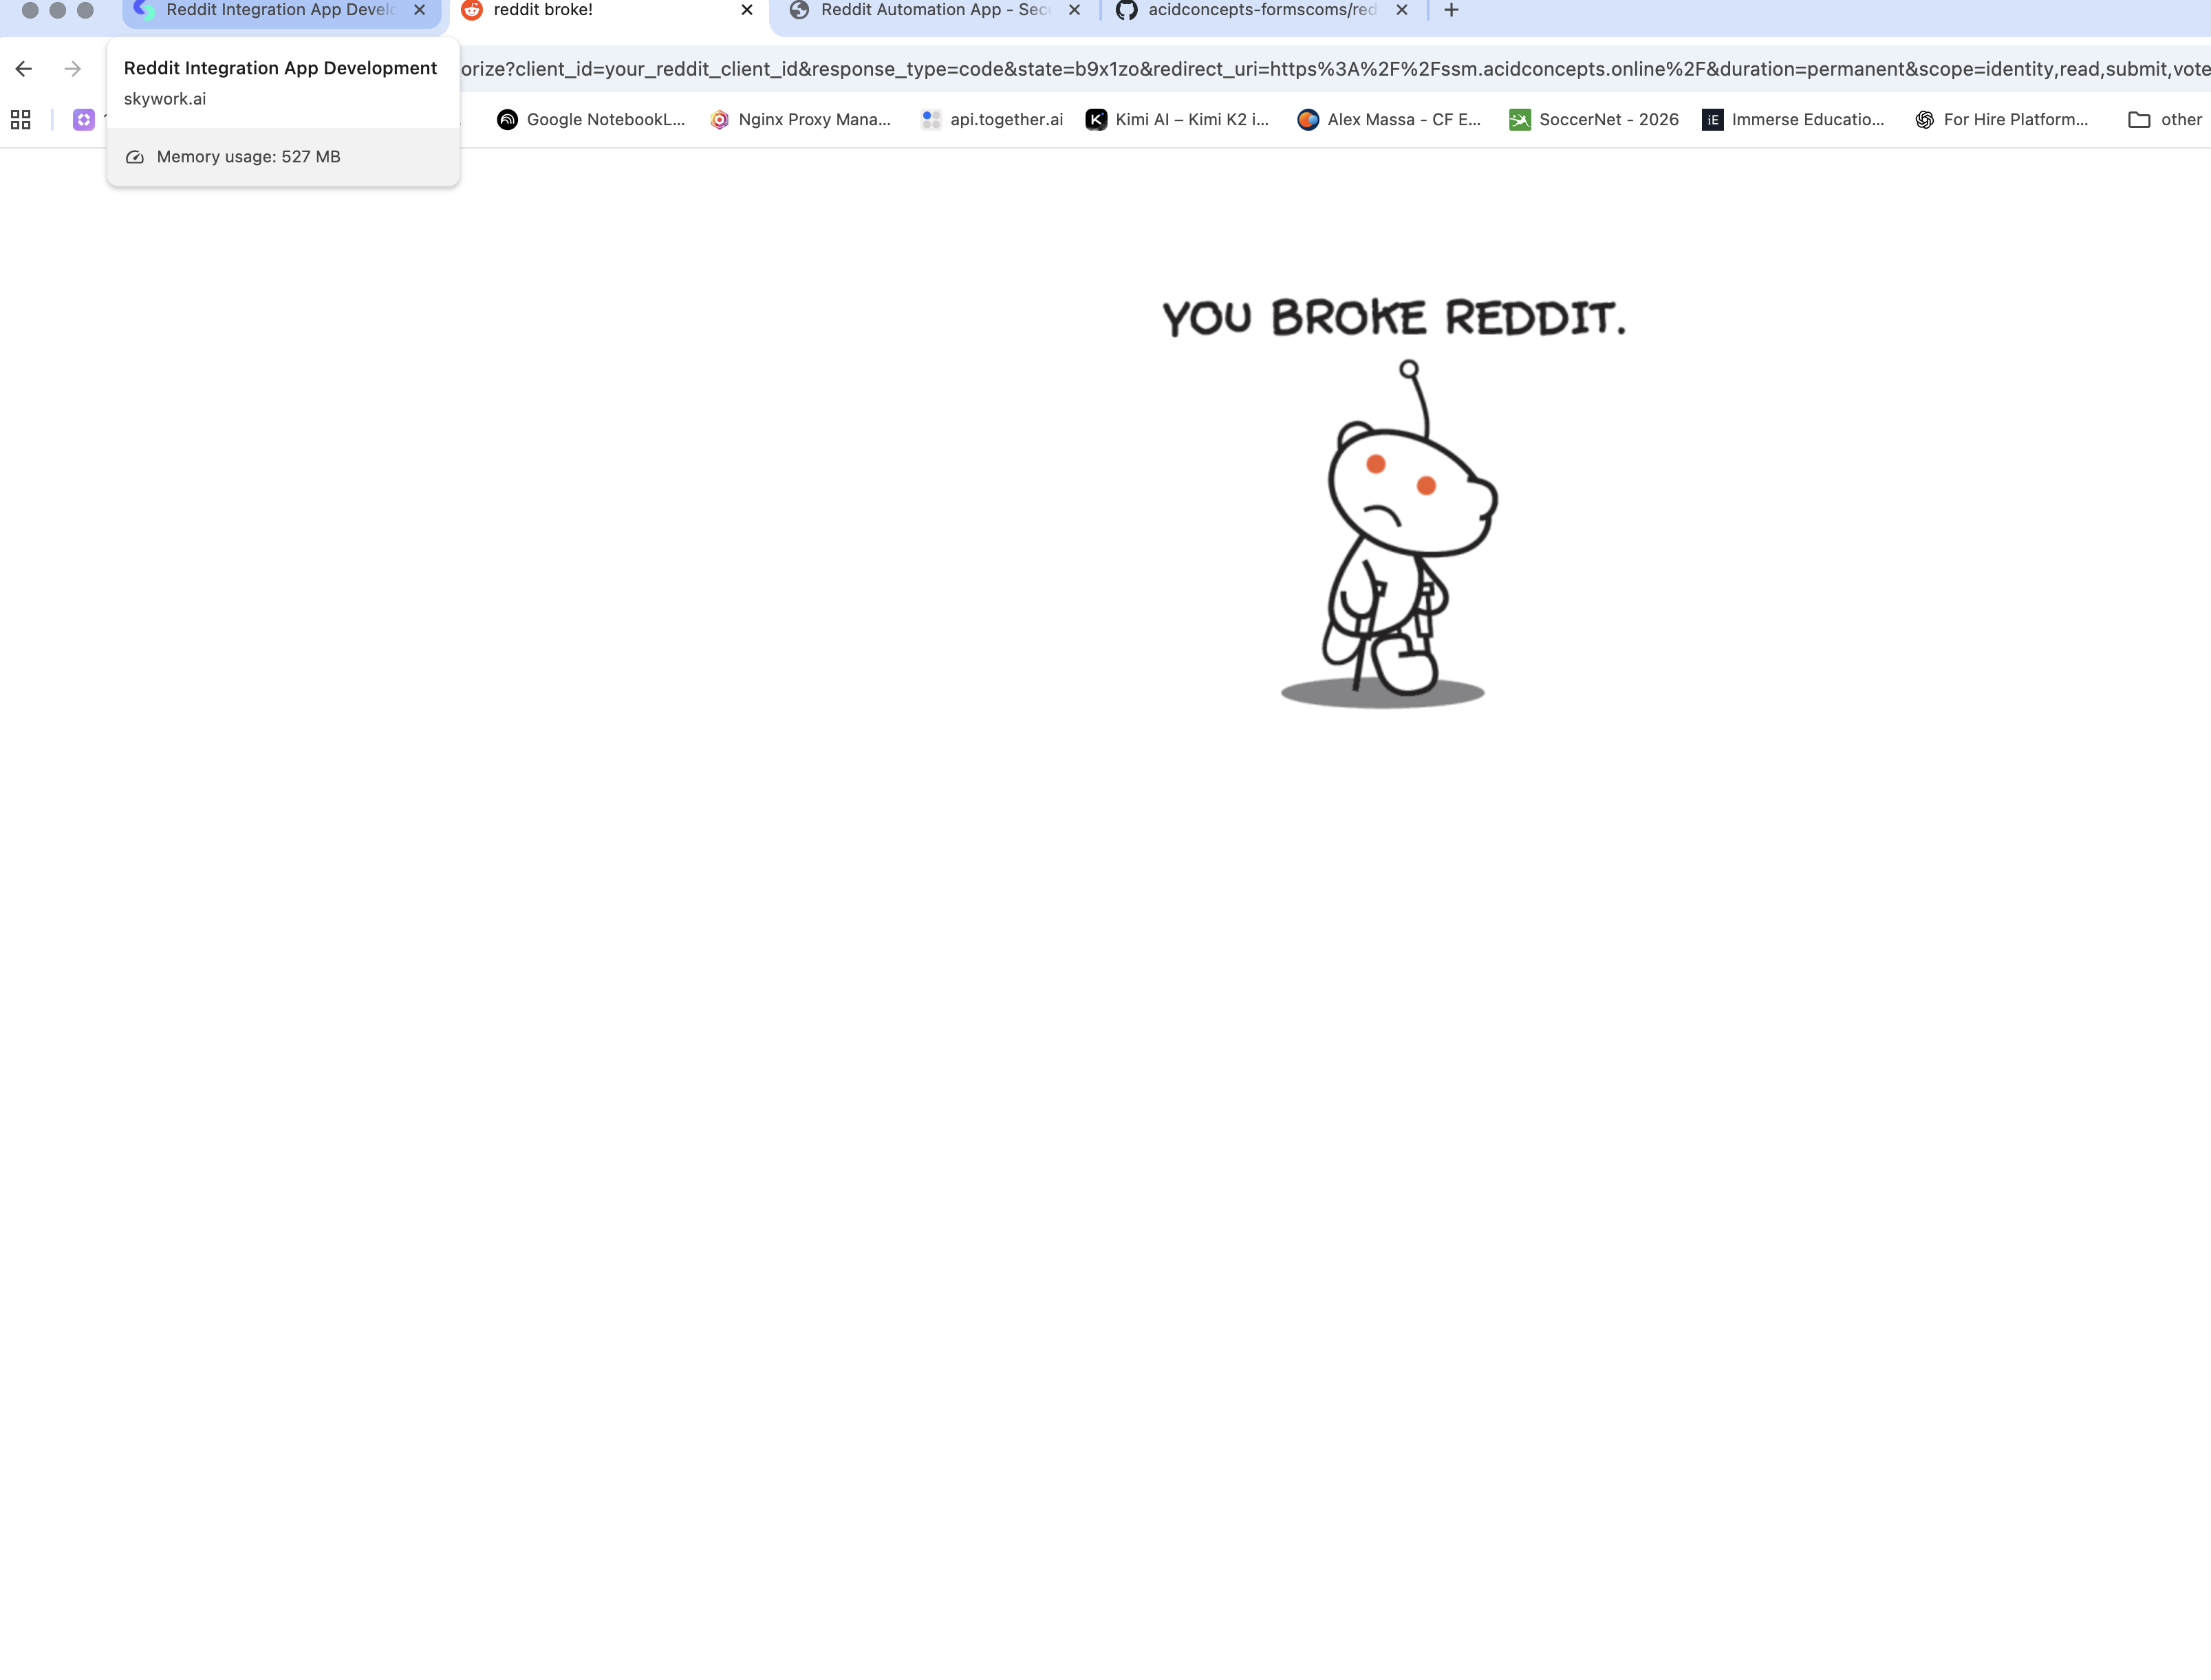 Reddit Integration App Develo
reddit broke!
Reddit Automation App - Sec
acidconcepts-formscoms/red
Reddit Integration App Development
skywork.ai
Memory usage: 527 MB
orize?client_id=your_reddit_client_id&response_type=code&state=b9x1zo&redirect_uri=https%3A%2F%2Fssm.acidconcepts.online%2F&duration=permanent&scope=identity,read,submit,vote
Google NotebookL...
Nginx Proxy Mana...
api.together.ai
Kimi AI – Kimi K2 i...
Alex Massa - CF E...
SoccerNet - 2026
iE
Immerse Educatio...
For Hire Platform...
other
YOU BROKE REDDIT.